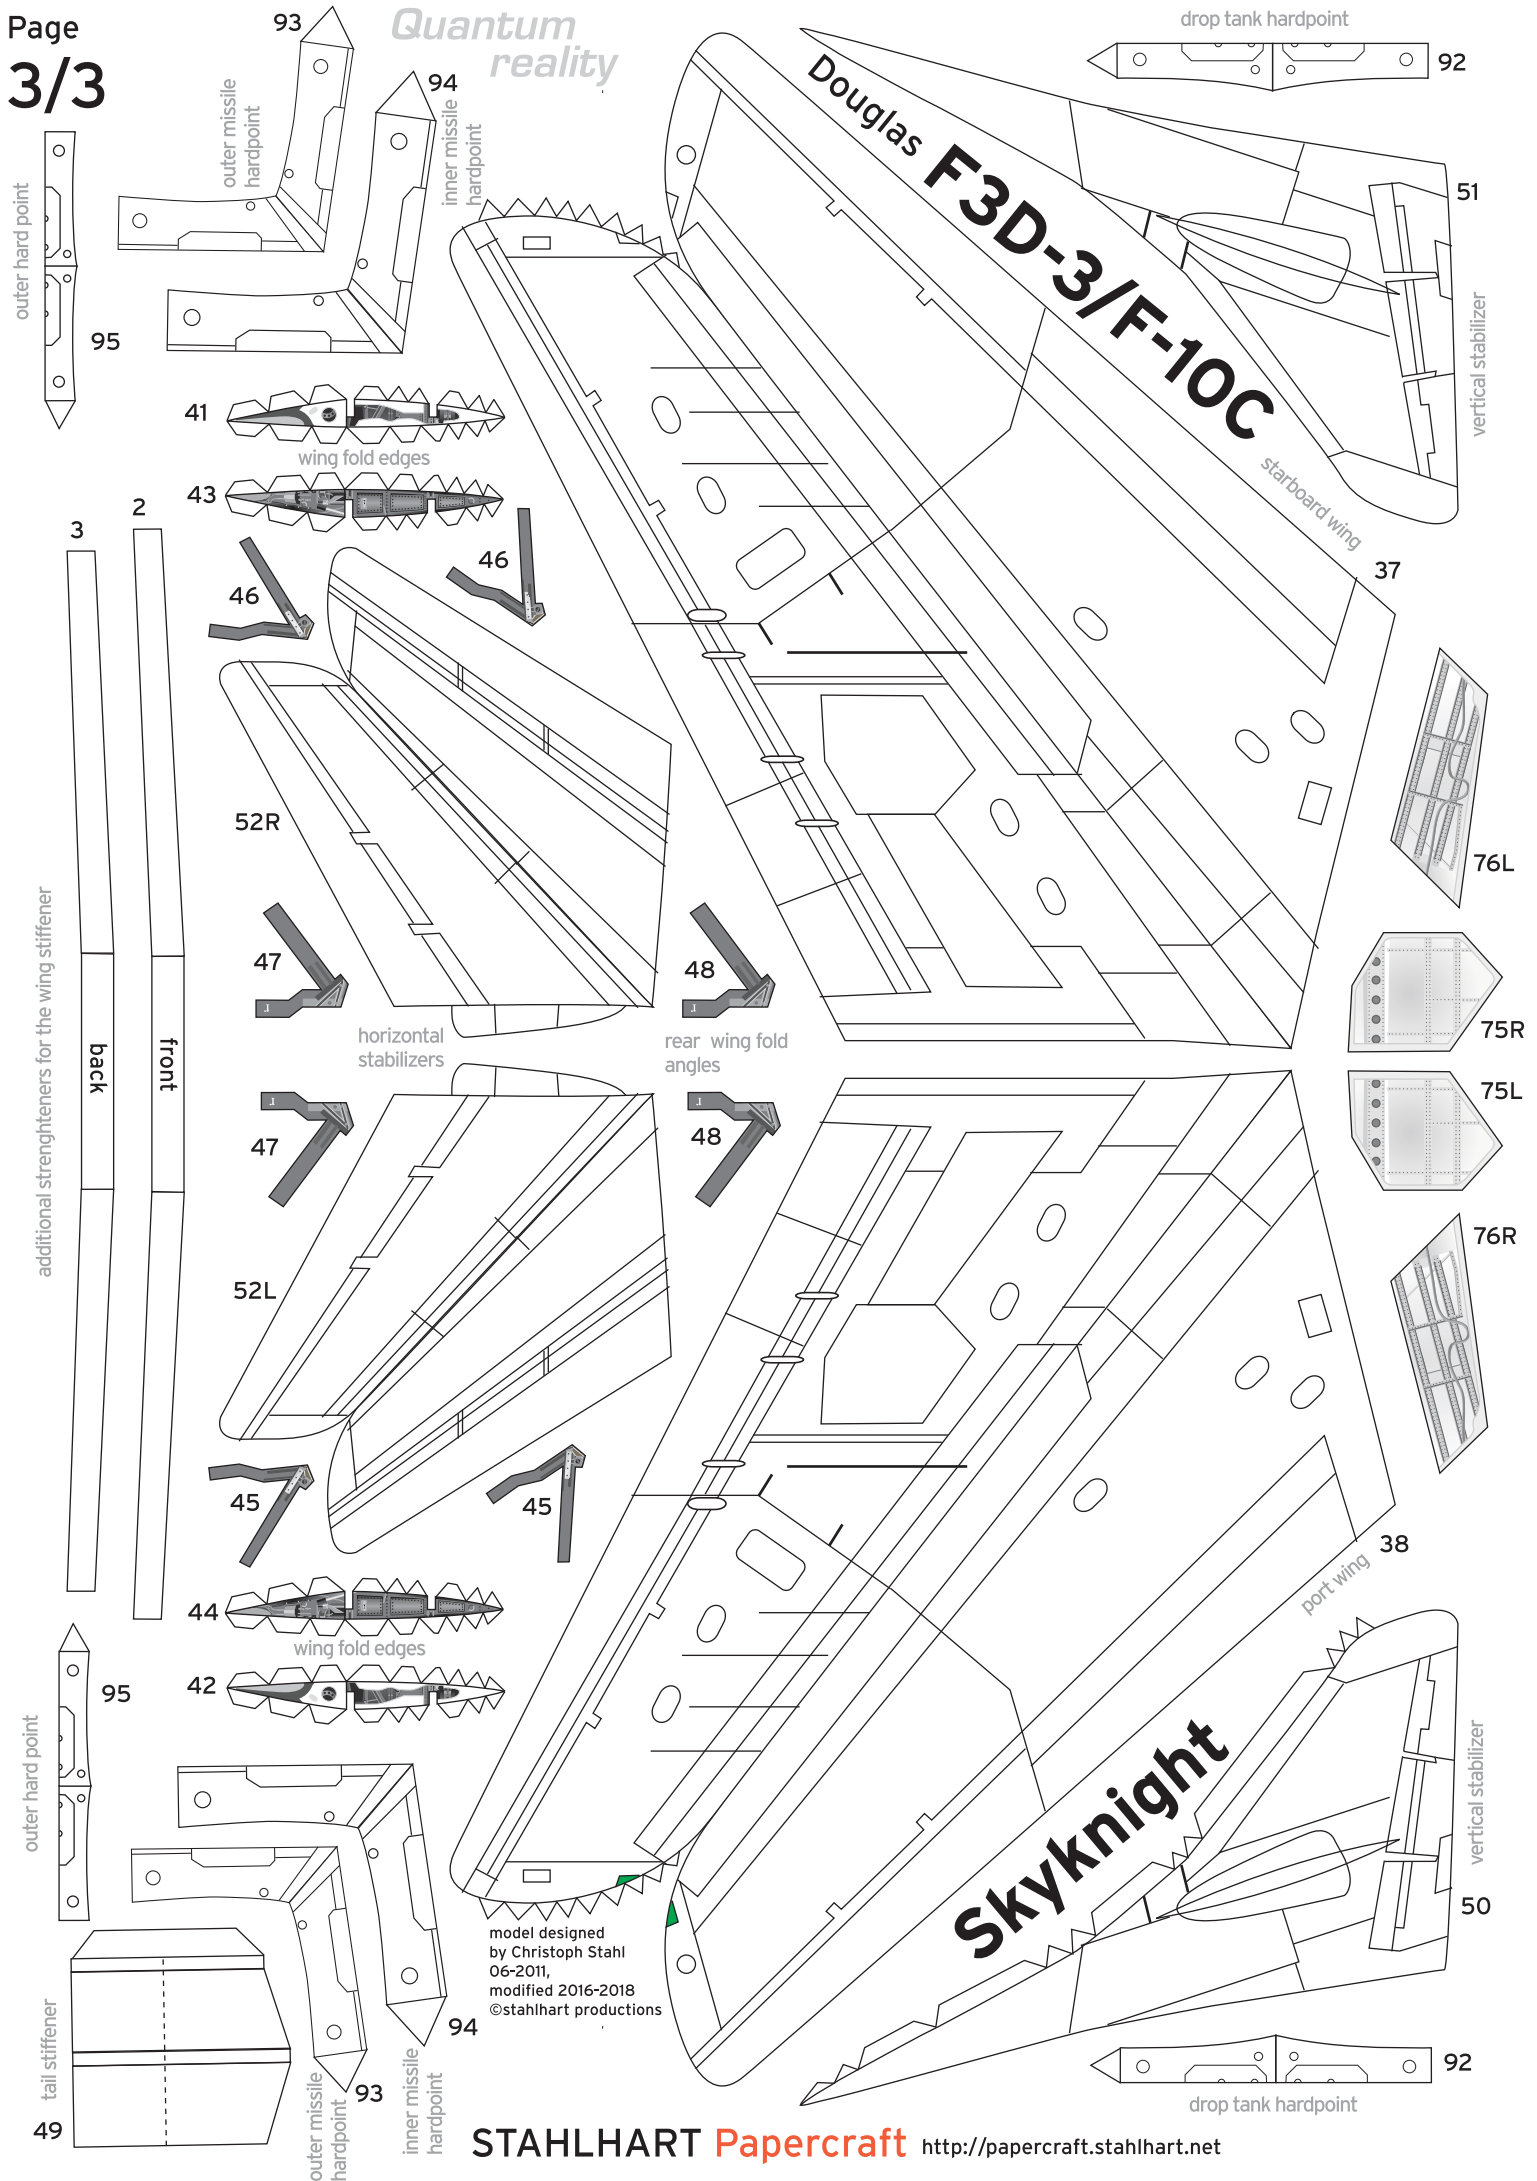 Page
3/3
Quantum
reality
93
94
outer missile
hardpoint
inner missile
hardpoint
drop tank hardpoint
92
outer hard point
95
Douglas
F3D-3/F-10C
51
vertical stabilizer
starboard wing
37
41
wing fold edges
43
2
3
46
46
52R
76L
47
48
75R
horizontal
stabilizers
rear wing fold
angles
additional strenghteners for the wing stiffener
back
front
47
48
75L
76R
52L
45
45
38
port wing
44
wing fold edges
42
95
outer hard point
Skyknight
vertical stabilizer
50
model designed
by Christoph Stahl
06-2011,
modified 2016-2018
©stahlhart productions
tail stiffener
49
94
93
outer missile
hardpoint
inner missile
hardpoint
92
drop tank hardpoint
STAHLHART Papercraft http://papercraft.stahlhart.net